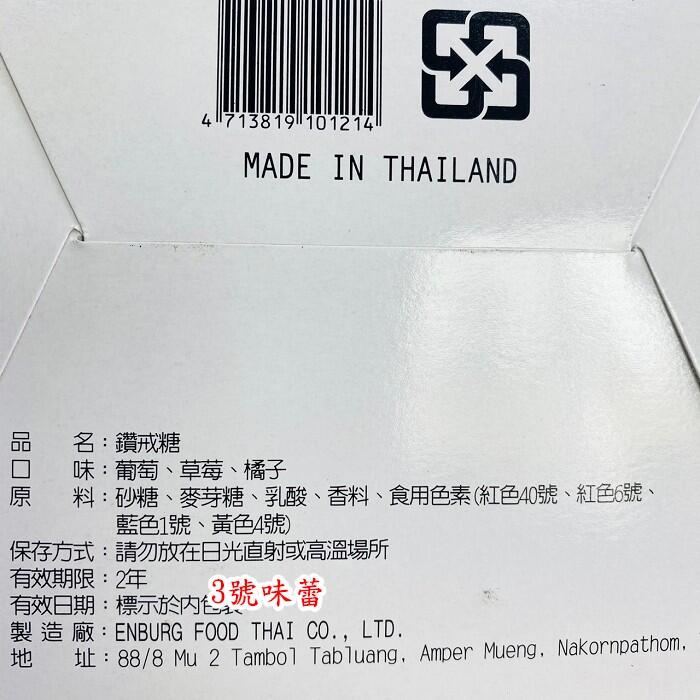 4 713819 101214
MADE IN THAILAND
品　　名：鑽戒糖
口　　味：葡萄、草莓、橘子
原　　料：砂糖、麥芽糖、乳酸、香料、食用色素(紅色40號、紅色6號、
藍色1號、黃色4號)
保存方式：請勿放在日光直射或高溫場所
有效期限：2年
3號味蕾
有效日期：標示於內包裝
製 造 廠：ENBURG FOOD THAI CO., LTD.
地　　址：88/8 Mu 2 Tambol Tabluang, Amper Mueng, Nakornpathom,